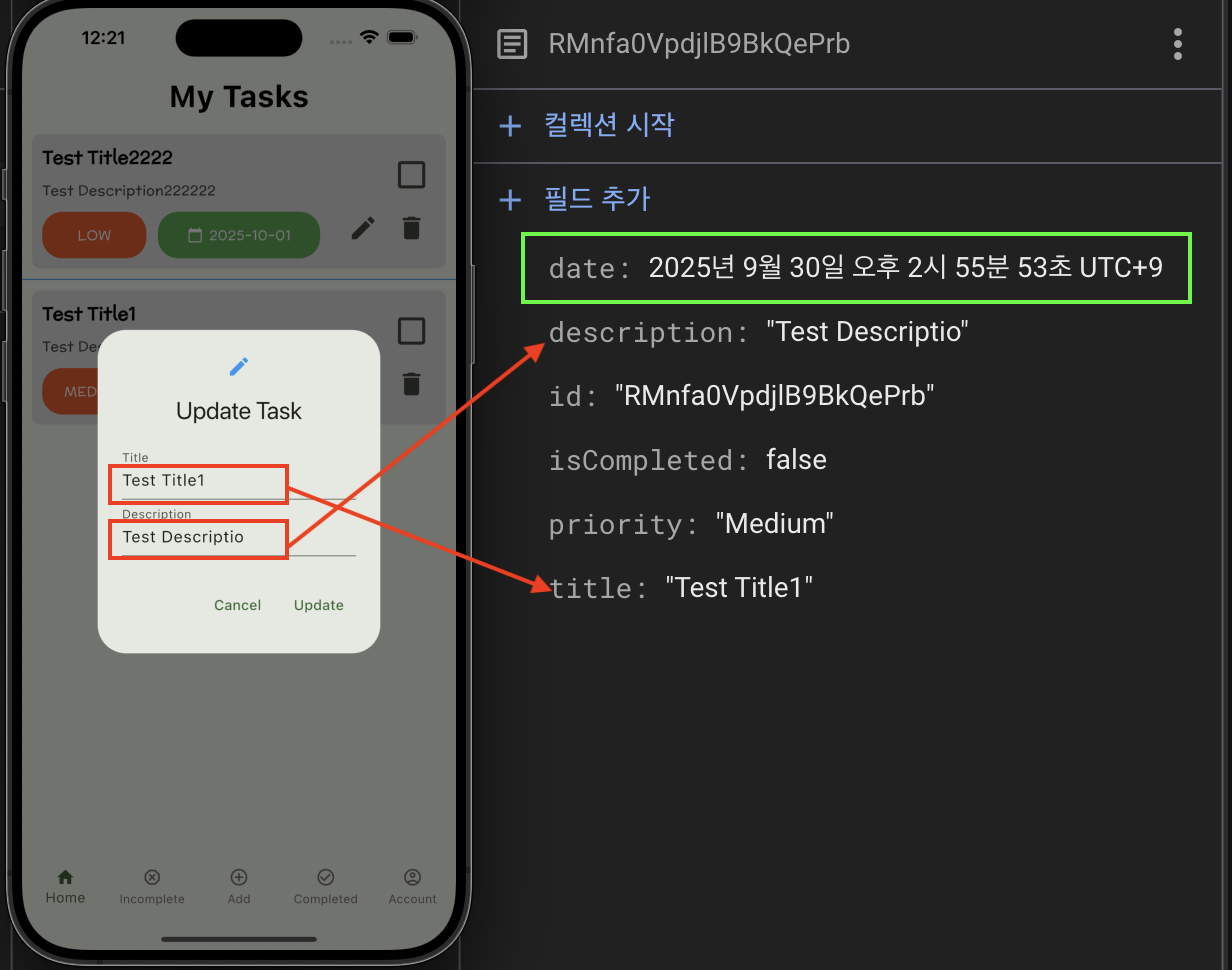 12:21
My Tasks
Test Title2222
Test Description222222
LOW
2025-10-01
Test Title1
Test De
MED
Update Task
Title
Test Title1
Description
Test Descriptio
Cancel
Update
Home
Incomplete
Add
Completed
Account
RMnfa0VpdjlB9BkQePrb
+ 컬렉션 시작
+ 필드 추가
date: 2025년 9월 30일 오후 2시 55분 53초 UTC+9
description: "Test Descriptio"
id: "RMnfa0VpdjlB9BkQePrb"
isCompleted: false
priority: "Medium"
title: "Test Title1"